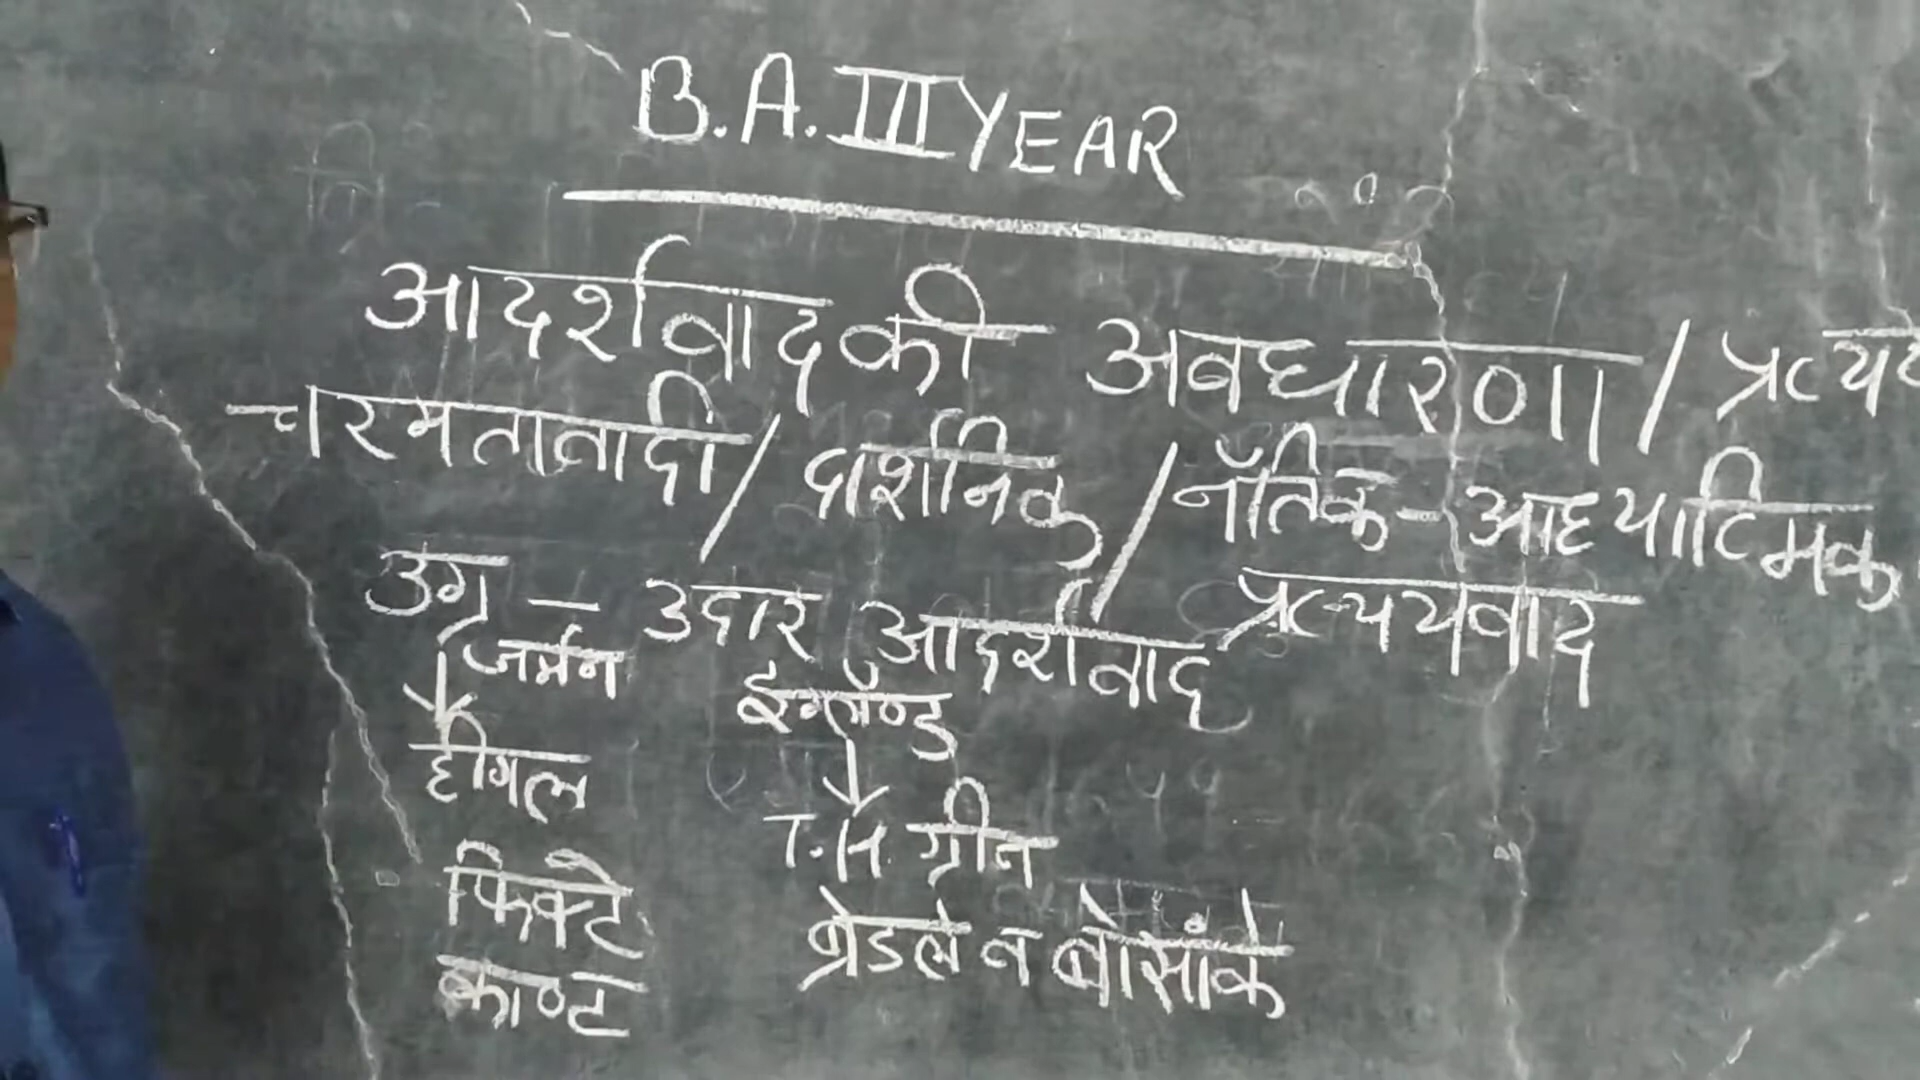 B.A. III YEAR
आदर्शवाद की अवधारणा / प्रत्यय
चरमतावादी / दार्शनिक / नैतिक - आध्यात्मिक
उग्र - उदार आदर्शवाद प्रत्ययवाद
जर्मन इंग्लैण्ड
हीगल
T.H. ग्रीन
फिक्टे
ब्रेडले व बोसांके
काण्ट